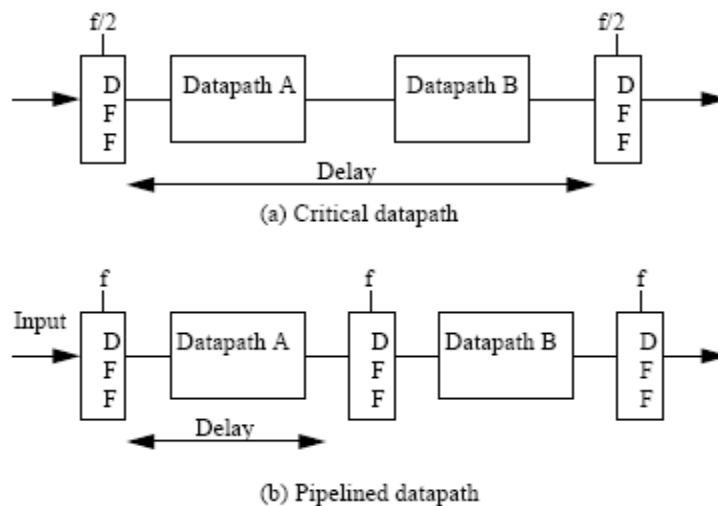 f/2 f/2
D F F
Datapath A
Datapath B
D F F
Delay
(a) Critical datapath
f f f
Input
D F F
Datapath A
D F F
Datapath B
D F F
Delay
(b) Pipelined datapath